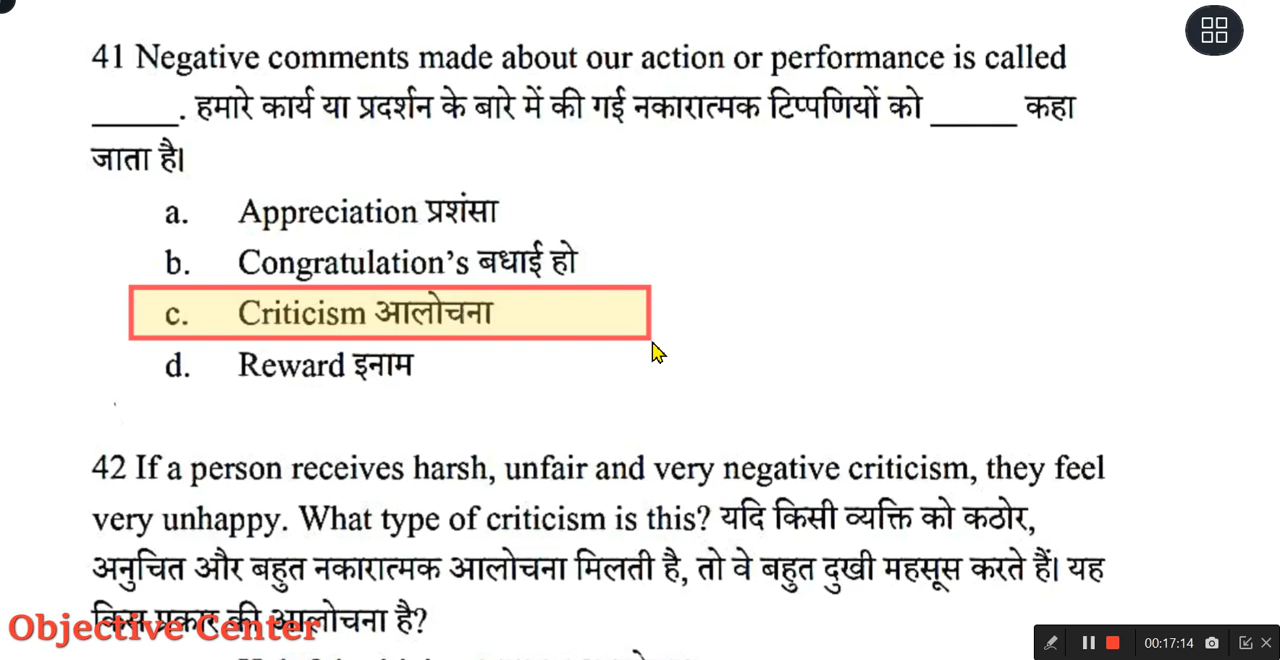 41 Negative comments made about our action or performance is called
_____. हमारे कार्य या प्रदर्शन के बारे में की गई नकारात्मक टिप्पणियों को _____ कहा
जाता है।
a. Appreciation प्रशंसा
b. Congratulation’s बधाई हो
c. Criticism आलोचना
d. Reward इनाम
42 If a person receives harsh, unfair and very negative criticism, they feel
very unhappy. What type of criticism is this? यदि किसी व्यक्ति को कठोर,
अनुचित और बहुत नकारात्मक आलोचना मिलती है, तो वे बहुत दुखी महसूस करते हैं। यह
किस प्रकार की आलोचना है?
Objective Center
00:17:14